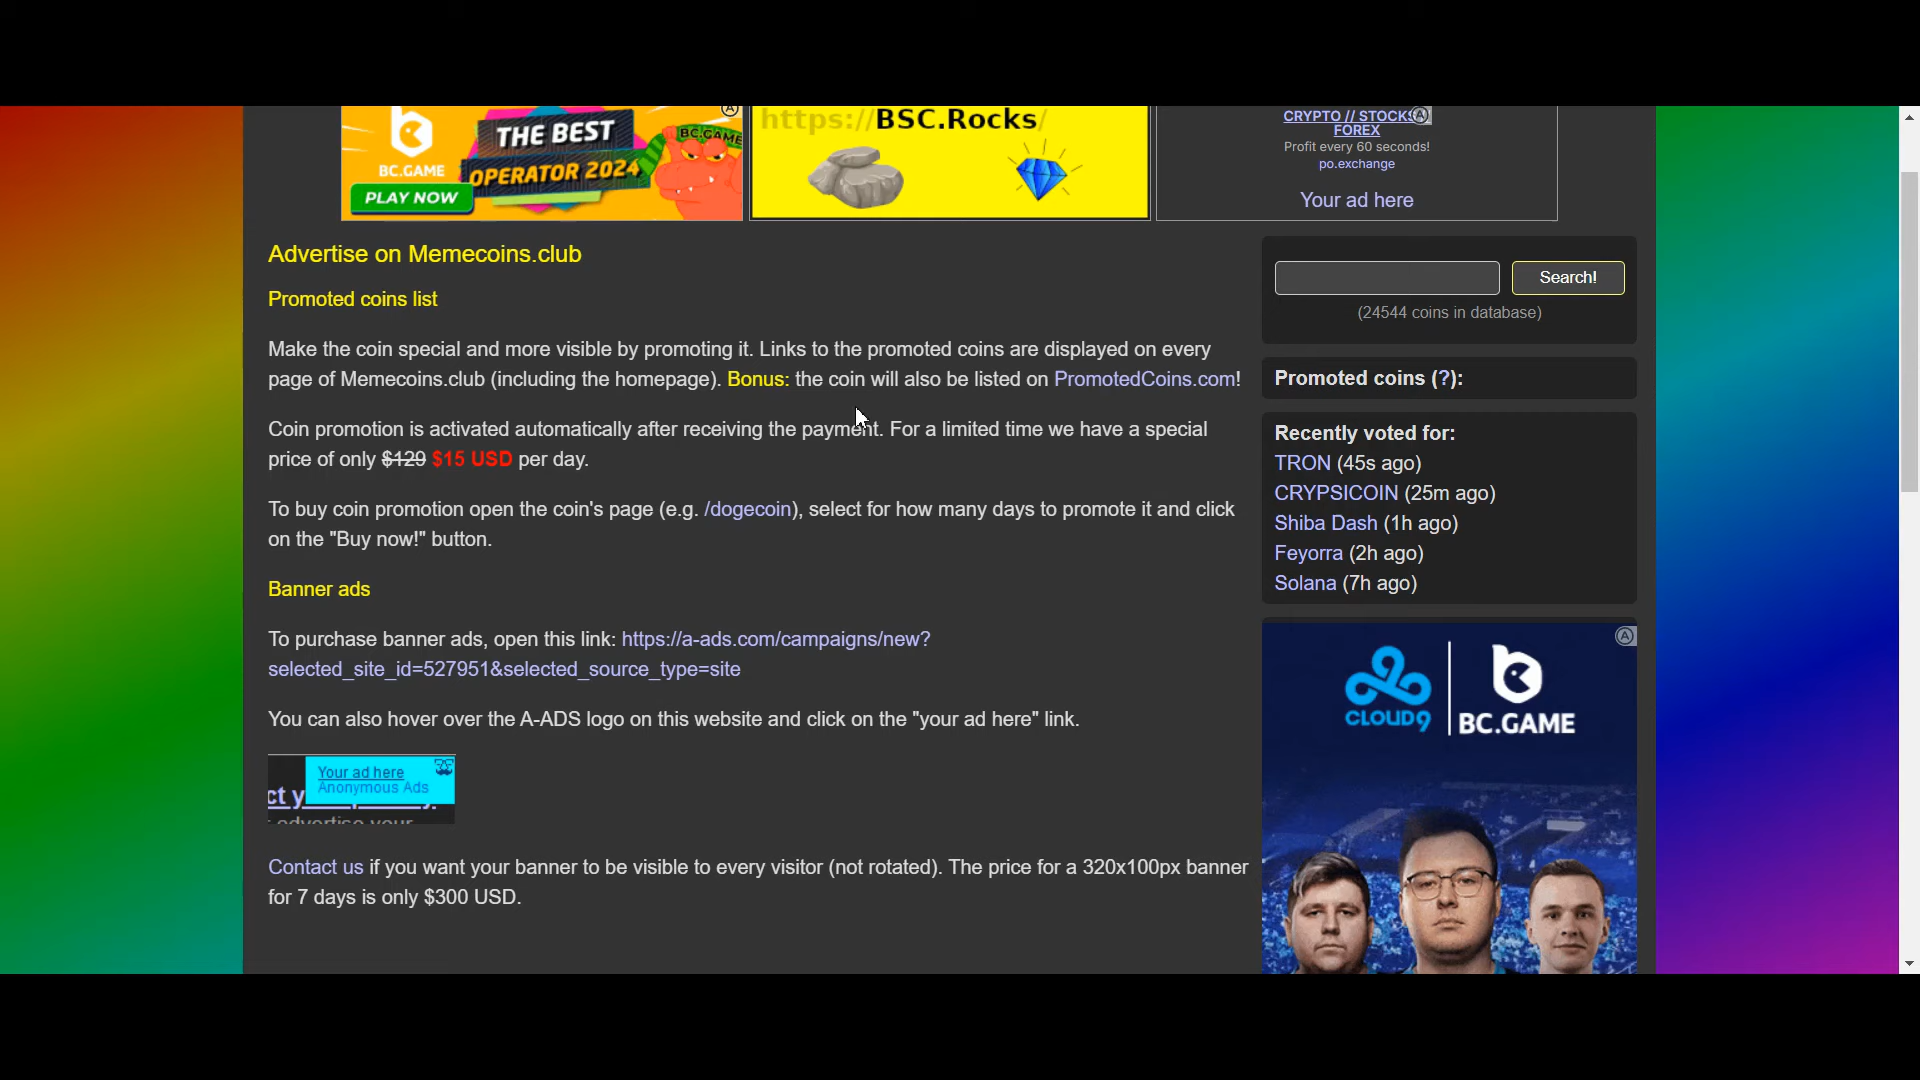 THE BEST
OPERATOR 2024
BC.GAME
PLAY NOW
BC.GAME
https://BSC.Rocks/
CRYPTO // STOCKS
FOREX
Profit every 60 seconds!
po.exchange
Your ad here
Advertise on Memecoins.club
Promoted coins list
Make the coin special and more visible by promoting it. Links to the promoted coins are displayed on every
page of Memecoins.club (including the homepage). Bonus: the coin will also be listed on PromotedCoins.com!
Coin promotion is activated automatically after receiving the payment. For a limited time we have a special
price of only $129 $15 USD per day.
To buy coin promotion open the coin's page (e.g. /dogecoin), select for how many days to promote it and click
on the "Buy now!" button.
Banner ads
To purchase banner ads, open this link: https://a-ads.com/campaigns/new?
selected_site_id=527951&selected_source_type=site
You can also hover over the A-ADS logo on this website and click on the "your ad here" link.
Your ad here
Anonymous Ads
ct y
advertise your
Contact us if you want your banner to be visible to every visitor (not rotated). The price for a 320x100px banner
for 7 days is only $300 USD.
Search!
(24544 coins in database)
Promoted coins (?):
Recently voted for:
TRON (45s ago)
CRYPSICOIN (25m ago)
Shiba Dash (1h ago)
Feyorra (2h ago)
Solana (7h ago)
CLOUD9
BC.GAME